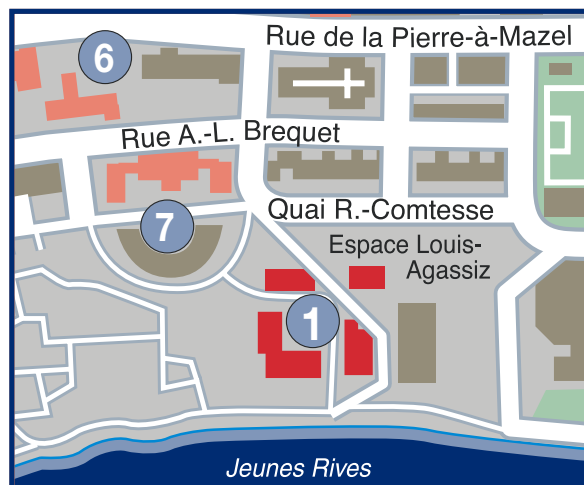 Rue de la Pierre-à-Mazel
6
Rue A.-L. Brequet
7
Quai R.-Comtesse
Espace Louis-
Agassiz
1
Jeunes Rives